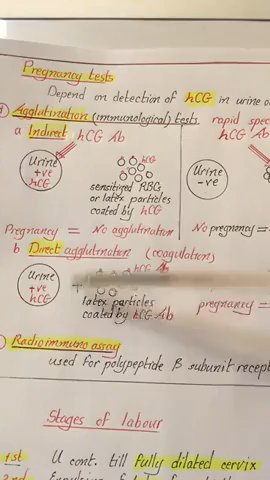 Pregnancy tests
Depend on detection of hCG in urine o
Agglutination (immunological) tests rapid spec
a Indirect hCG Ab
hCG Ab
Urine
+ve
hCG
hCG
sensitized RBCs
or latex particles
coated by hCG
Urine
-ve
Pregnancy = No agglutination
No pregnancy =
b Direct agglutination (coagulation)
Urine
+ve
hCG
+
hCG Ab
latex particles
coated by hCG Ab
pregnancy =
Radioimmuno assay
used for polypeptide β subunit recept
Stages of labour
1st U cont. till fully dilated cervix
2nd